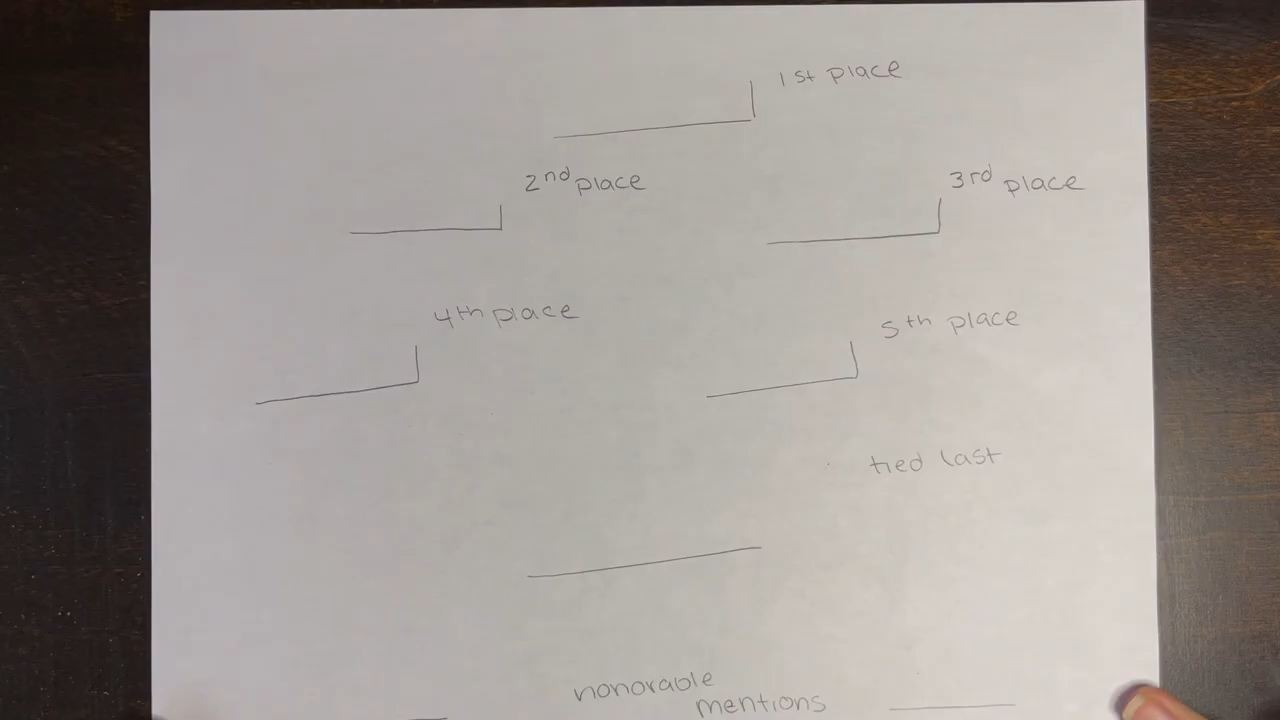 1st place
2nd place
3rd place
4th place
5th place
tied last
honorable
mentions